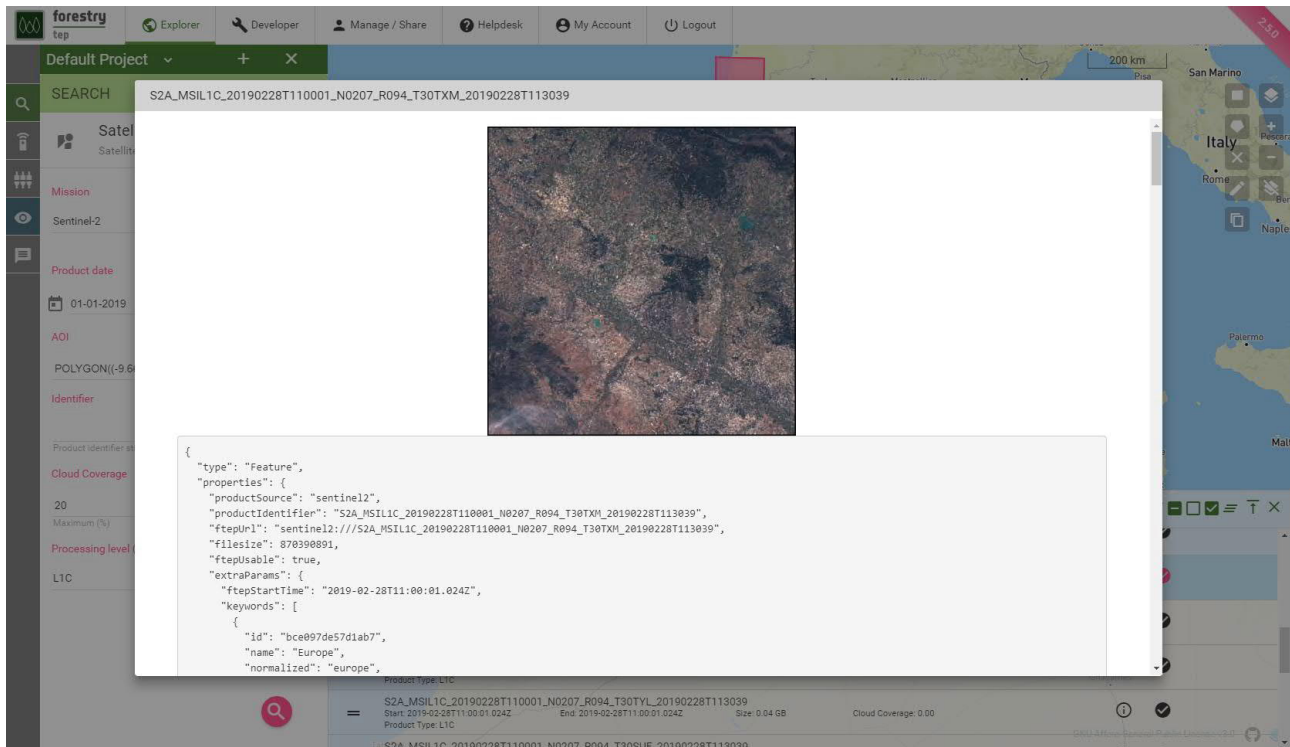 forestry
tep
Explorer
Developer
Manage / Share
Helpdesk
My Account
Logout
2.5.0
Default Project
SEARCH
Mission
Sentinel-2
Product date
01-01-2019
AOI
POLYGON((-9.6
Identifier
Cloud Coverage
20
Maximum (%)
Processing level (
L1C
200 km
Pisa
San Marino
Italy
Rome
Palermo
S2A_MSIL1C_20190228T110001_N0207_R094_T30TXM_20190228T113039
{
"type": "Feature",
"properties": {
"productSource": "sentinel2",
"productIdentifier": "S2A_MSIL1C_20190228T110001_N0207_R094_T30TXM_20190228T113039",
"ftepUrl": "sentinel2:///S2A_MSIL1C_20190228T110001_N0207_R094_T30TXM_20190228T113039",
"filesize": 870390891,
"ftepUsable": true,
"extraParams": {
"ftepStartTime": "2019-02-28T11:00:01.024Z",
"keywords": [
{
"id": "bce097de57d1ab7",
"name": "Europe",
"normalized": "europe",
Product Type: L1C
S2A_MSIL1C_20190228T110001_N0207_R094_T30TYL_20190228T113039
Start: 2019-02-28T11:00:01.024Z End: 2019-02-28T11:00:01.024Z Size: 0.04 GB Cloud Coverage: 0.00
Product Type: L1C